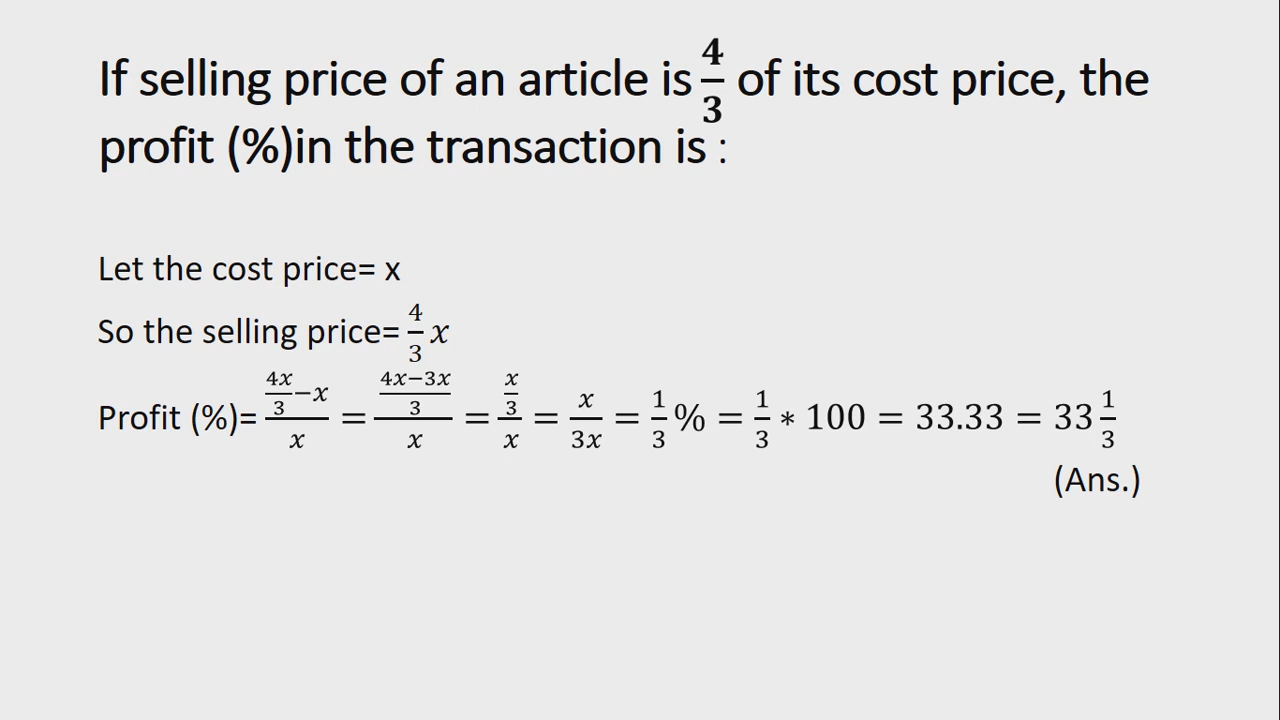 If selling price of an article is 4/3 of its cost price, the
profit (%)in the transaction is :
Let the cost price= x
So the selling price= 4/3 x
Profit (%)= (4x/3−x)/x = ((4x−3x)/3)/x = (x/3)/x = x/3x = 1/3 % = 1/3 ∗ 100 = 33.33 = 33 1/3
(Ans.)